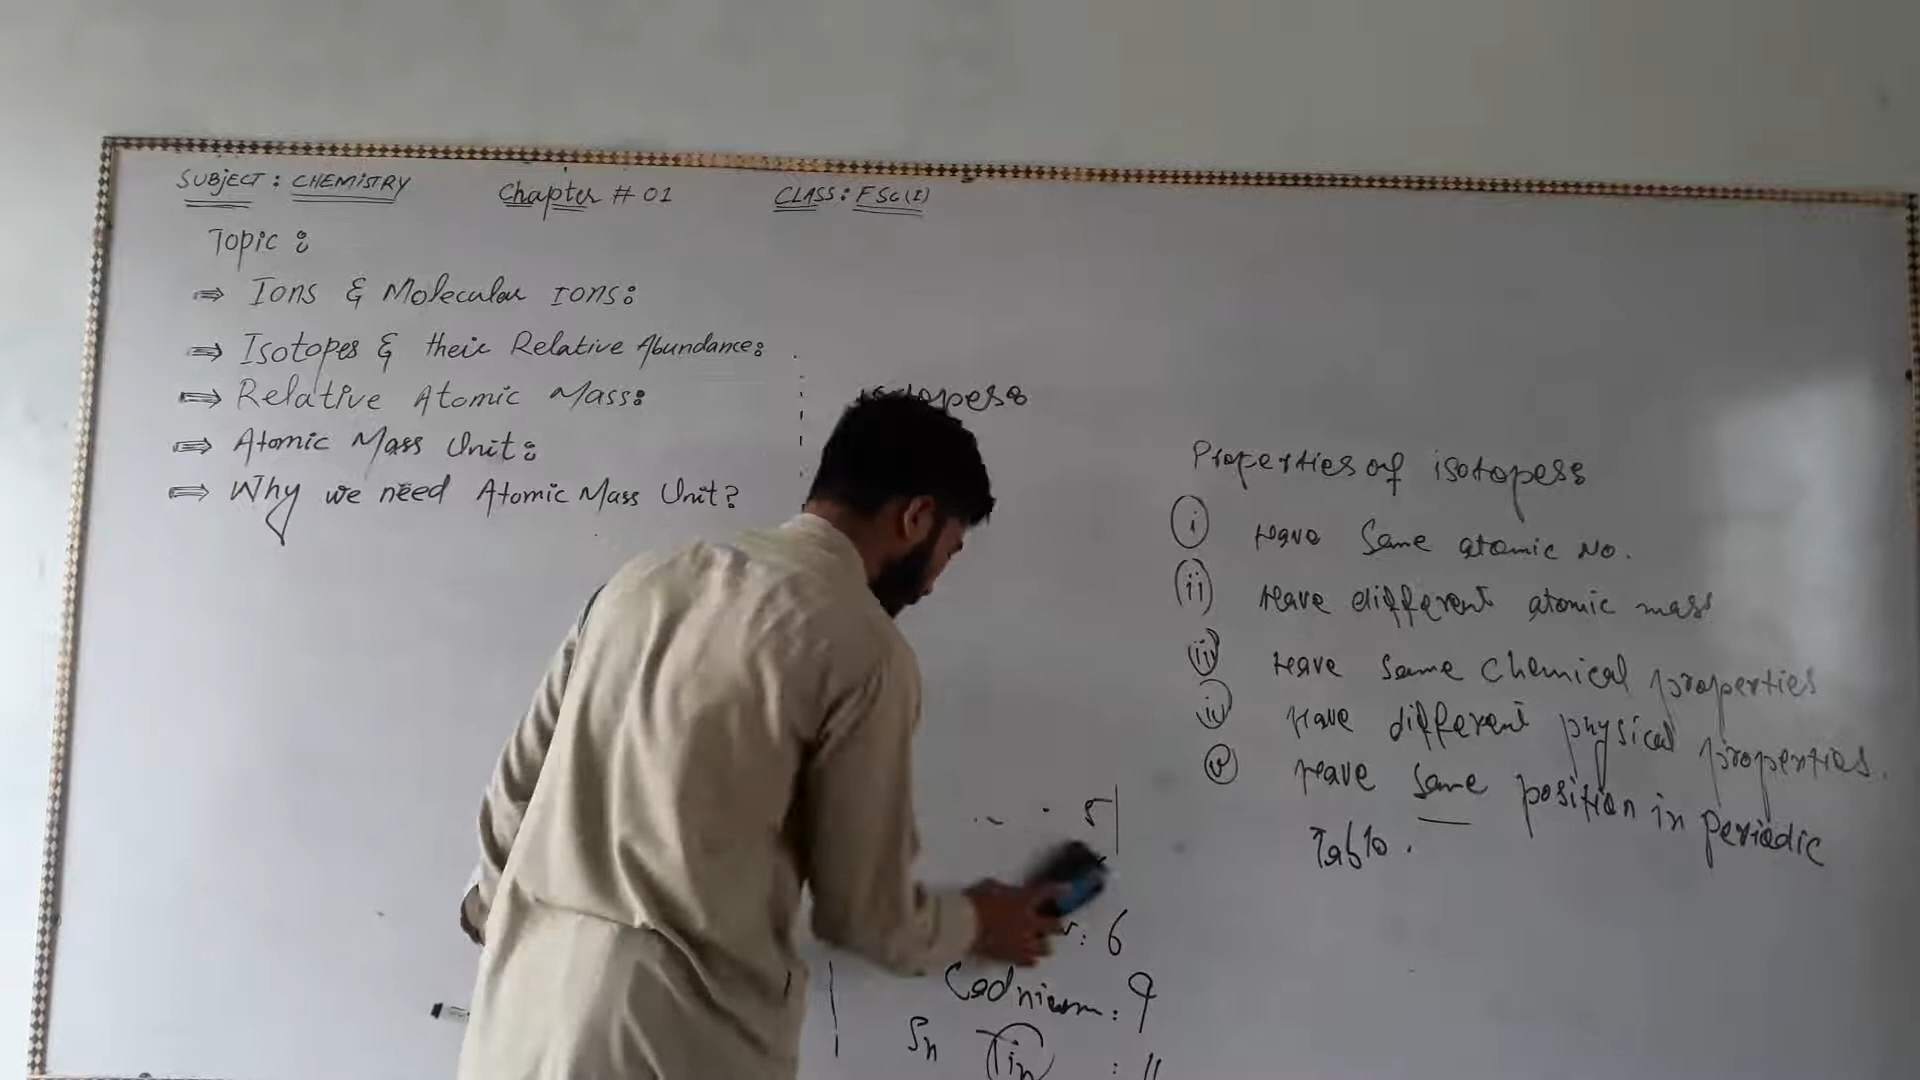 SUBJECT : CHEMISTRY Chapter # 01 CLASS: FSC(I)
Topic :
⇒ Ions & Molecular Ions:
⇒ Isotopes & their Relative Abundance:
⇒ Relative Atomic Mass:
⇒ Atomic Mass Unit:
⇒ Why we need Atomic Mass Unit?
isotopes:
5
: 6
Cadnium : 9
Sn Tin : 11
Properties of isotopes:
(i) Have Same atomic No.
(ii) Have different atomic mass
(iii) Have same chemical properties
(iv) Have different physical properties.
(v) Have same position in periodic
Table.